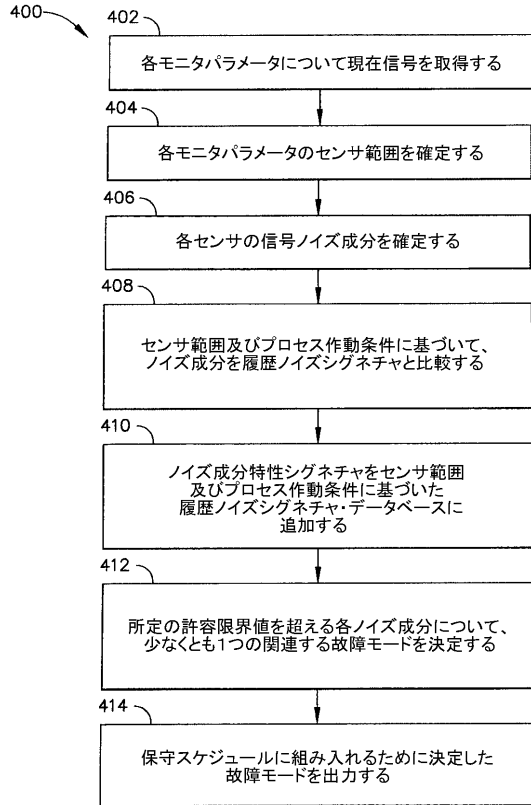 400
402
各モニタパラメータについて現在信号を取得する
404
各モニタパラメータのセンサ範囲を確定する
406
各センサの信号ノイズ成分を確定する
408
センサ範囲及びプロセス作動条件に基づいて、
ノイズ成分を履歴ノイズシグネチャと比較する
410
ノイズ成分特性シグネチャをセンサ範囲
及びプロセス作動条件に基づいた
履歴ノイズシグネチャ・データベースに
追加する
412
所定の許容限界値を超える各ノイズ成分について、
少なくとも1つの関連する故障モードを決定する
414
保守スケジュールに組み入れるために決定した
故障モードを出力する